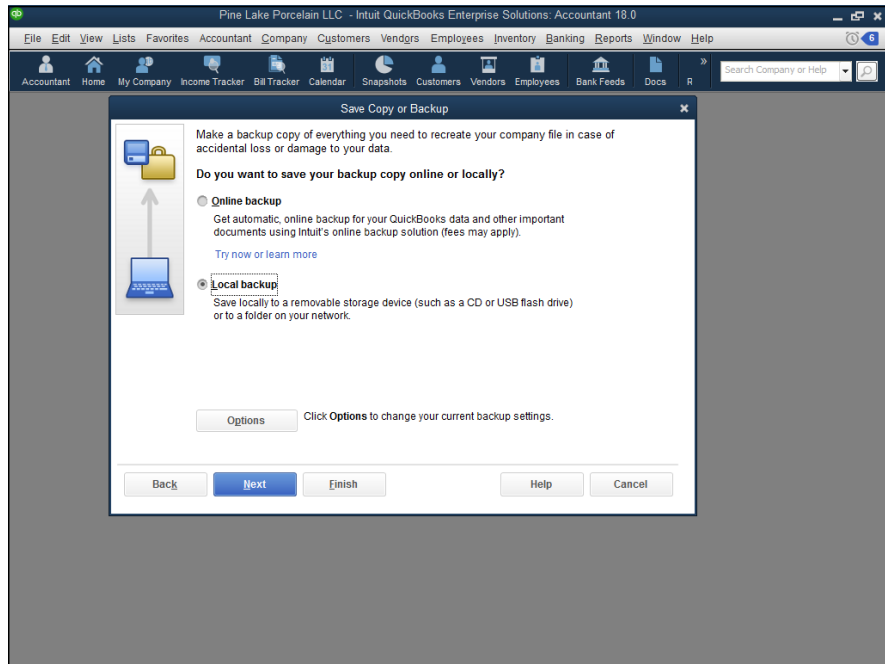 qb
Pine Lake Porcelain LLC - Intuit QuickBooks Enterprise Solutions: Accountant 18.0
File Edit View Lists Favorites Accountant Company Customers Vendors Employees Inventory Banking Reports Window Help 6
31
Accountant Home My Company Income Tracker Bill Tracker Calendar Snapshots Customers Vendors Employees Bank Feeds Docs R » Search Company or Help
Save Copy or Backup
Make a backup copy of everything you need to recreate your company file in case of
accidental loss or damage to your data.
Do you want to save your backup copy online or locally?
Online backup
Get automatic, online backup for your QuickBooks data and other important
documents using Intuit's online backup solution (fees may apply).
Try now or learn more
Local backup
Save locally to a removable storage device (such as a CD or USB flash drive)
or to a folder on your network.
Options Click Options to change your current backup settings.
Back Next Finish Help Cancel